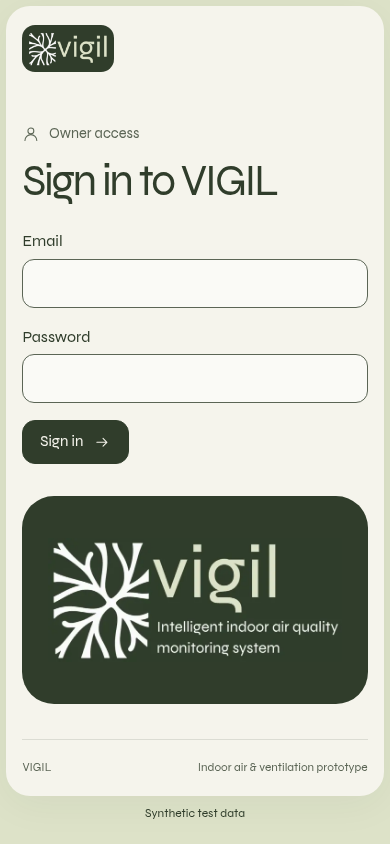 vigil
Owner access
Sign in to VIGIL
Email
Password
Sign in →
vigil
Intelligent indoor air quality
monitoring system
VIGIL
Indoor air & ventilation prototype
Synthetic test data